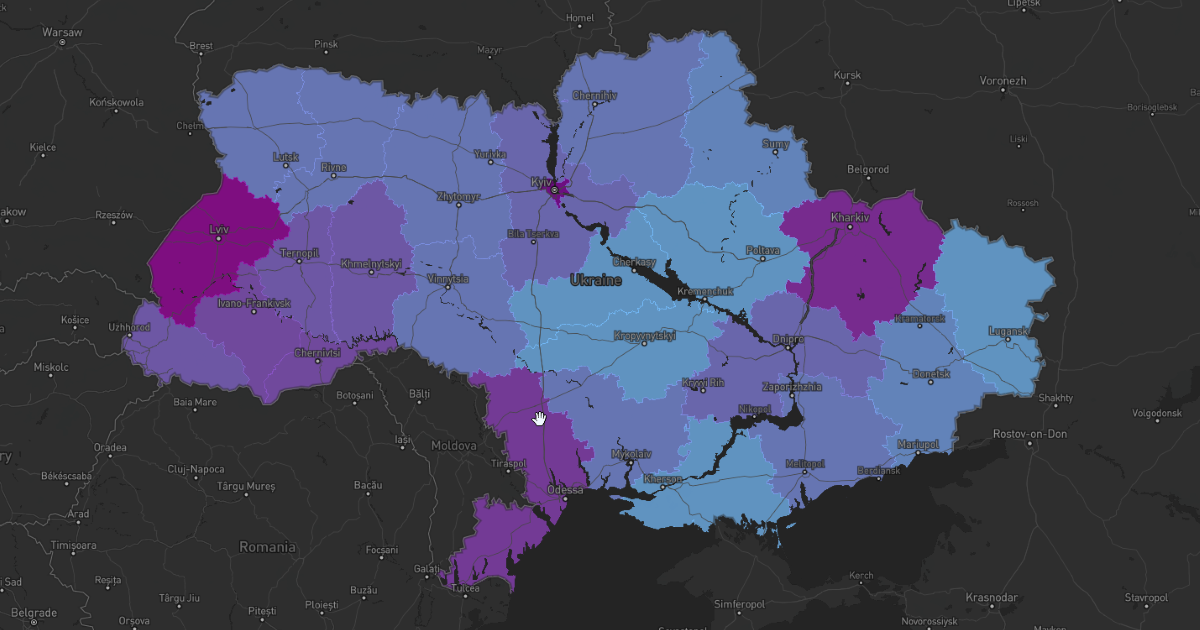 Lipetsk
Homel
Warsaw
Brest
Pinsk
Mazyr
Kursk
Voronezh
Końskowola
Chernihiv
Borisoglebsk
Chełm
Liski
Kielce
Sumy
Lutsk
Yurivka
Rivne
Belgorod
Kyiv
Zhytomyr
Rossosh
akow
Rzeszów
Kharkiv
Lviv
Bila Tserkva
Ternopil
Poltava
Khmelnytskyi
Cherkasy
Vinnytsia
Ukraine
Kremenchuk
Ivano-Frankivsk
Košice
Uzhhorod
Kramatorsk
Kropyvnytskyi
Lugansk
Dnipro
Chernivtsi
Miskolc
Donetsk
Kryvyi Rih
Zaporizhzhia
Botoșani
Bălți
Baia Mare
Shakhty
Nikopol
Volgodonsk
Iași
Moldova
Rostov-on-Don
Oradea
Mariupol
ry
Mykolaiv
Cluj-Napoca
Tiraspol
Melitopol
Berdiansk
Békéscsaba
Kherson
Târgu Mureș
Bacău
Odessa
Arad
Timișoara
Romania
Focșani
Galați
Kerch
i Sad
Reșița
Tulcea
Buzău
Târgu Jiu
Krasnodar
Stavropol
Ploiești
Simferopol
Pitești
Belgrade
Orșova
Novorossiysk